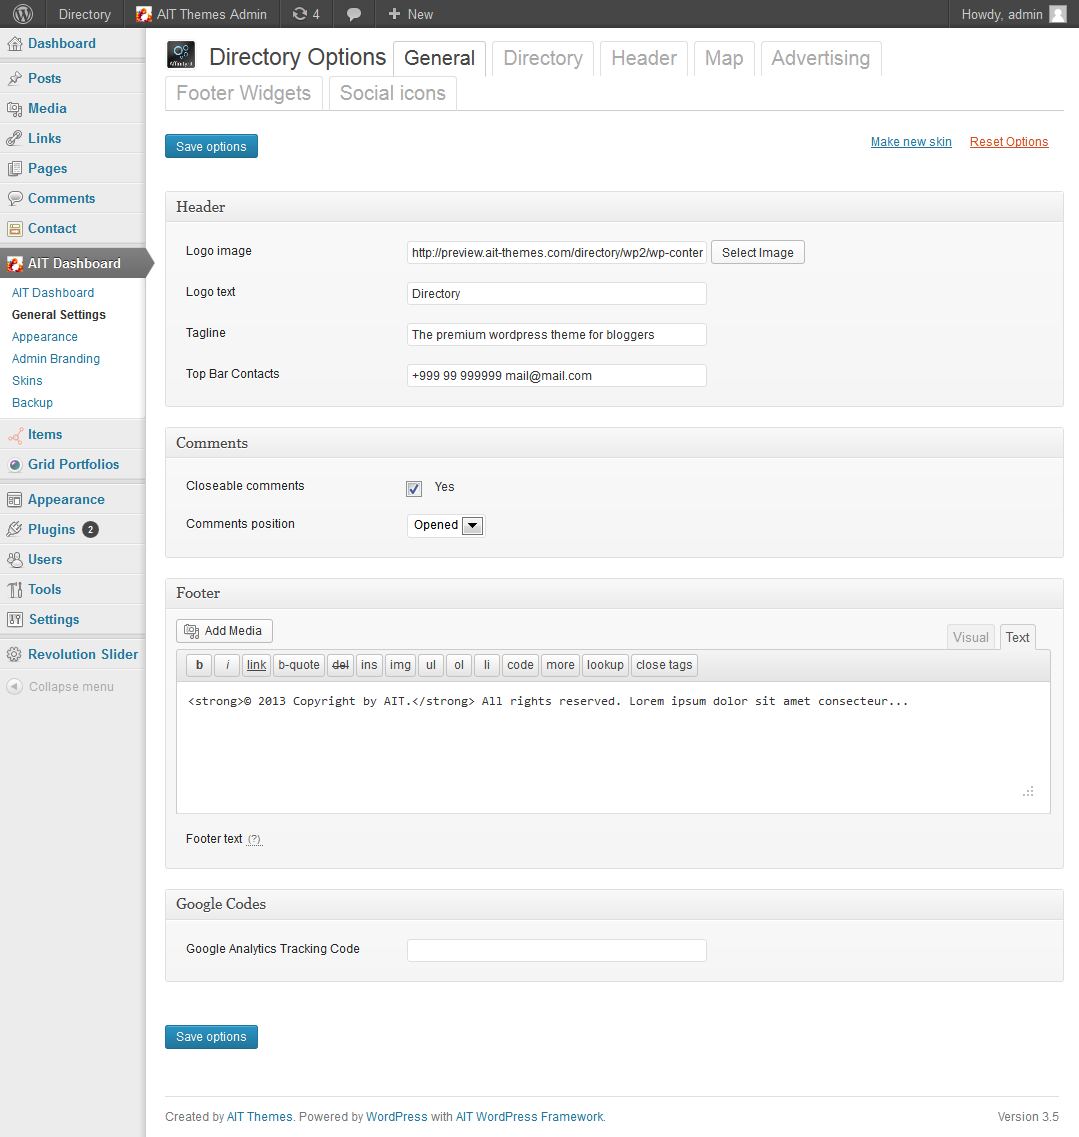 Directory AIT Themes Admin 4 New Howdy, admin
Dashboard
Posts
Media
Links
Pages
Comments
Contact
AIT Dashboard
AIT Dashboard
General Settings
Appearance
Admin Branding
Skins
Backup
Items
Grid Portfolios
Appearance
Plugins 2
Users
Tools
Settings
Revolution Slider
Collapse menu
Directory Options General Directory Header Map Advertising
Footer Widgets Social icons
Save options Make new skin Reset Options
Header
Logo image http://preview.ait-themes.com/directory/wp2/wp-conter Select Image
Logo text Directory
Tagline The premium wordpress theme for bloggers
Top Bar Contacts +999 99 999999 mail@mail.com
Comments
Closeable comments Yes
Comments position Opened
Footer
Add Media Visual Text
b i link b-quote del ins img ul ol li code more lookup close tags
<strong>© 2013 Copyright by AIT.</strong> All rights reserved. Lorem ipsum dolor sit amet consecteur...
Footer text (?)
Google Codes
Google Analytics Tracking Code
Save options
Created by AIT Themes. Powered by WordPress with AIT WordPress Framework. Version 3.5